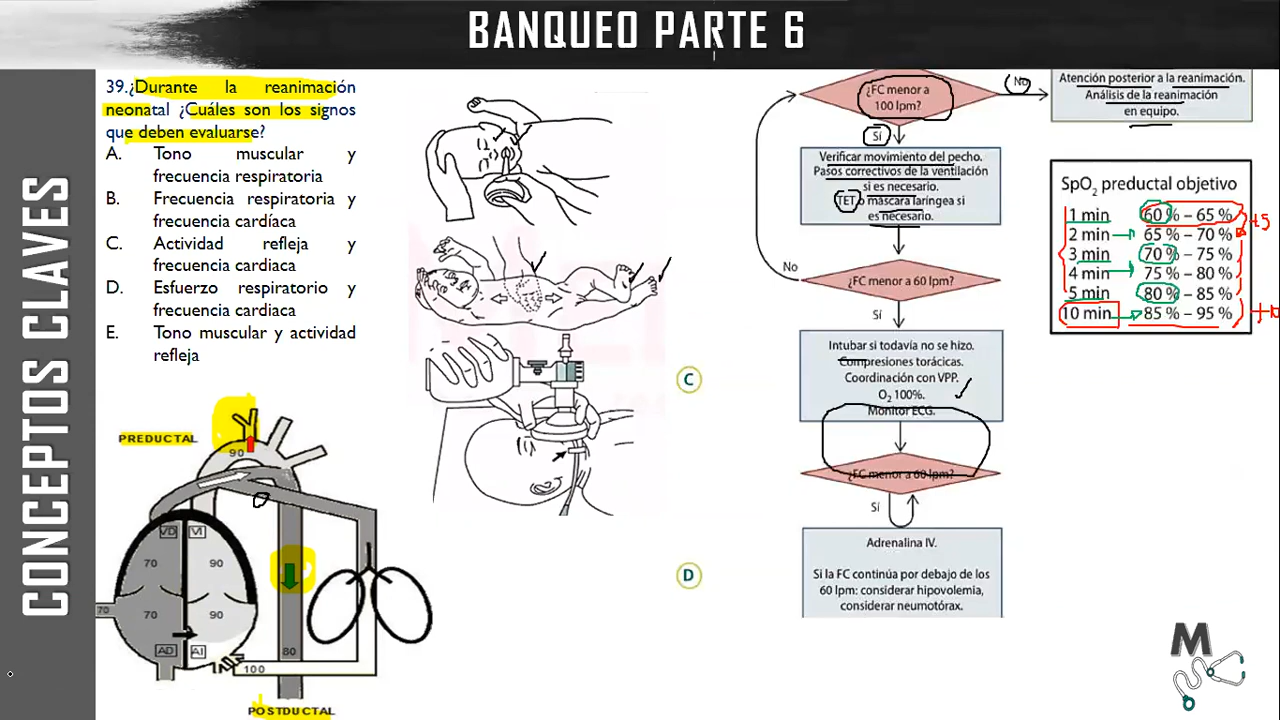 BANQUEO PARTE 6
CONCEPTOS CLAVES
39.¿Durante la reanimación
neonatal ¿Cuáles son los signos
que deben evaluarse?
A. Tono muscular y
frecuencia respiratoria
B. Frecuencia respiratoria y
frecuencia cardíaca
C. Actividad refleja y
frecuencia cardiaca
D. Esfuerzo respiratorio y
frecuencia cardiaca
E. Tono muscular y actividad
refleja
PREDUCTAL
90
VD VI
70 90
70 70 90
AD AI
100
80
POSTDUCTAL
C
D
¿FC menor a
100 lpm?
No
Atención posterior a la reanimación.
Análisis de la reanimación
en equipo.
Sí
Verificar movimiento del pecho.
Pasos correctivos de la ventilación
si es necesario.
TET o máscara laríngea si
es necesario.
No
¿FC menor a 60 lpm?
Sí
Intubar si todavía no se hizo.
Compresiones torácicas.
Coordinación con VPP.
O₂ 100%.
Monitor ECG.
¿FC menor a 60 lpm?
Sí
Adrenalina IV.
Si la FC continúa por debajo de los
60 lpm: considerar hipovolemia,
considerar neumotórax.
SpO₂ preductal objetivo
1 min 60 % – 65 %
2 min 65 % – 70 %
3 min 70 % – 75 %
4 min 75 % – 80 %
5 min 80 % – 85 %
10 min 85 % – 95 %
+5
+10
M